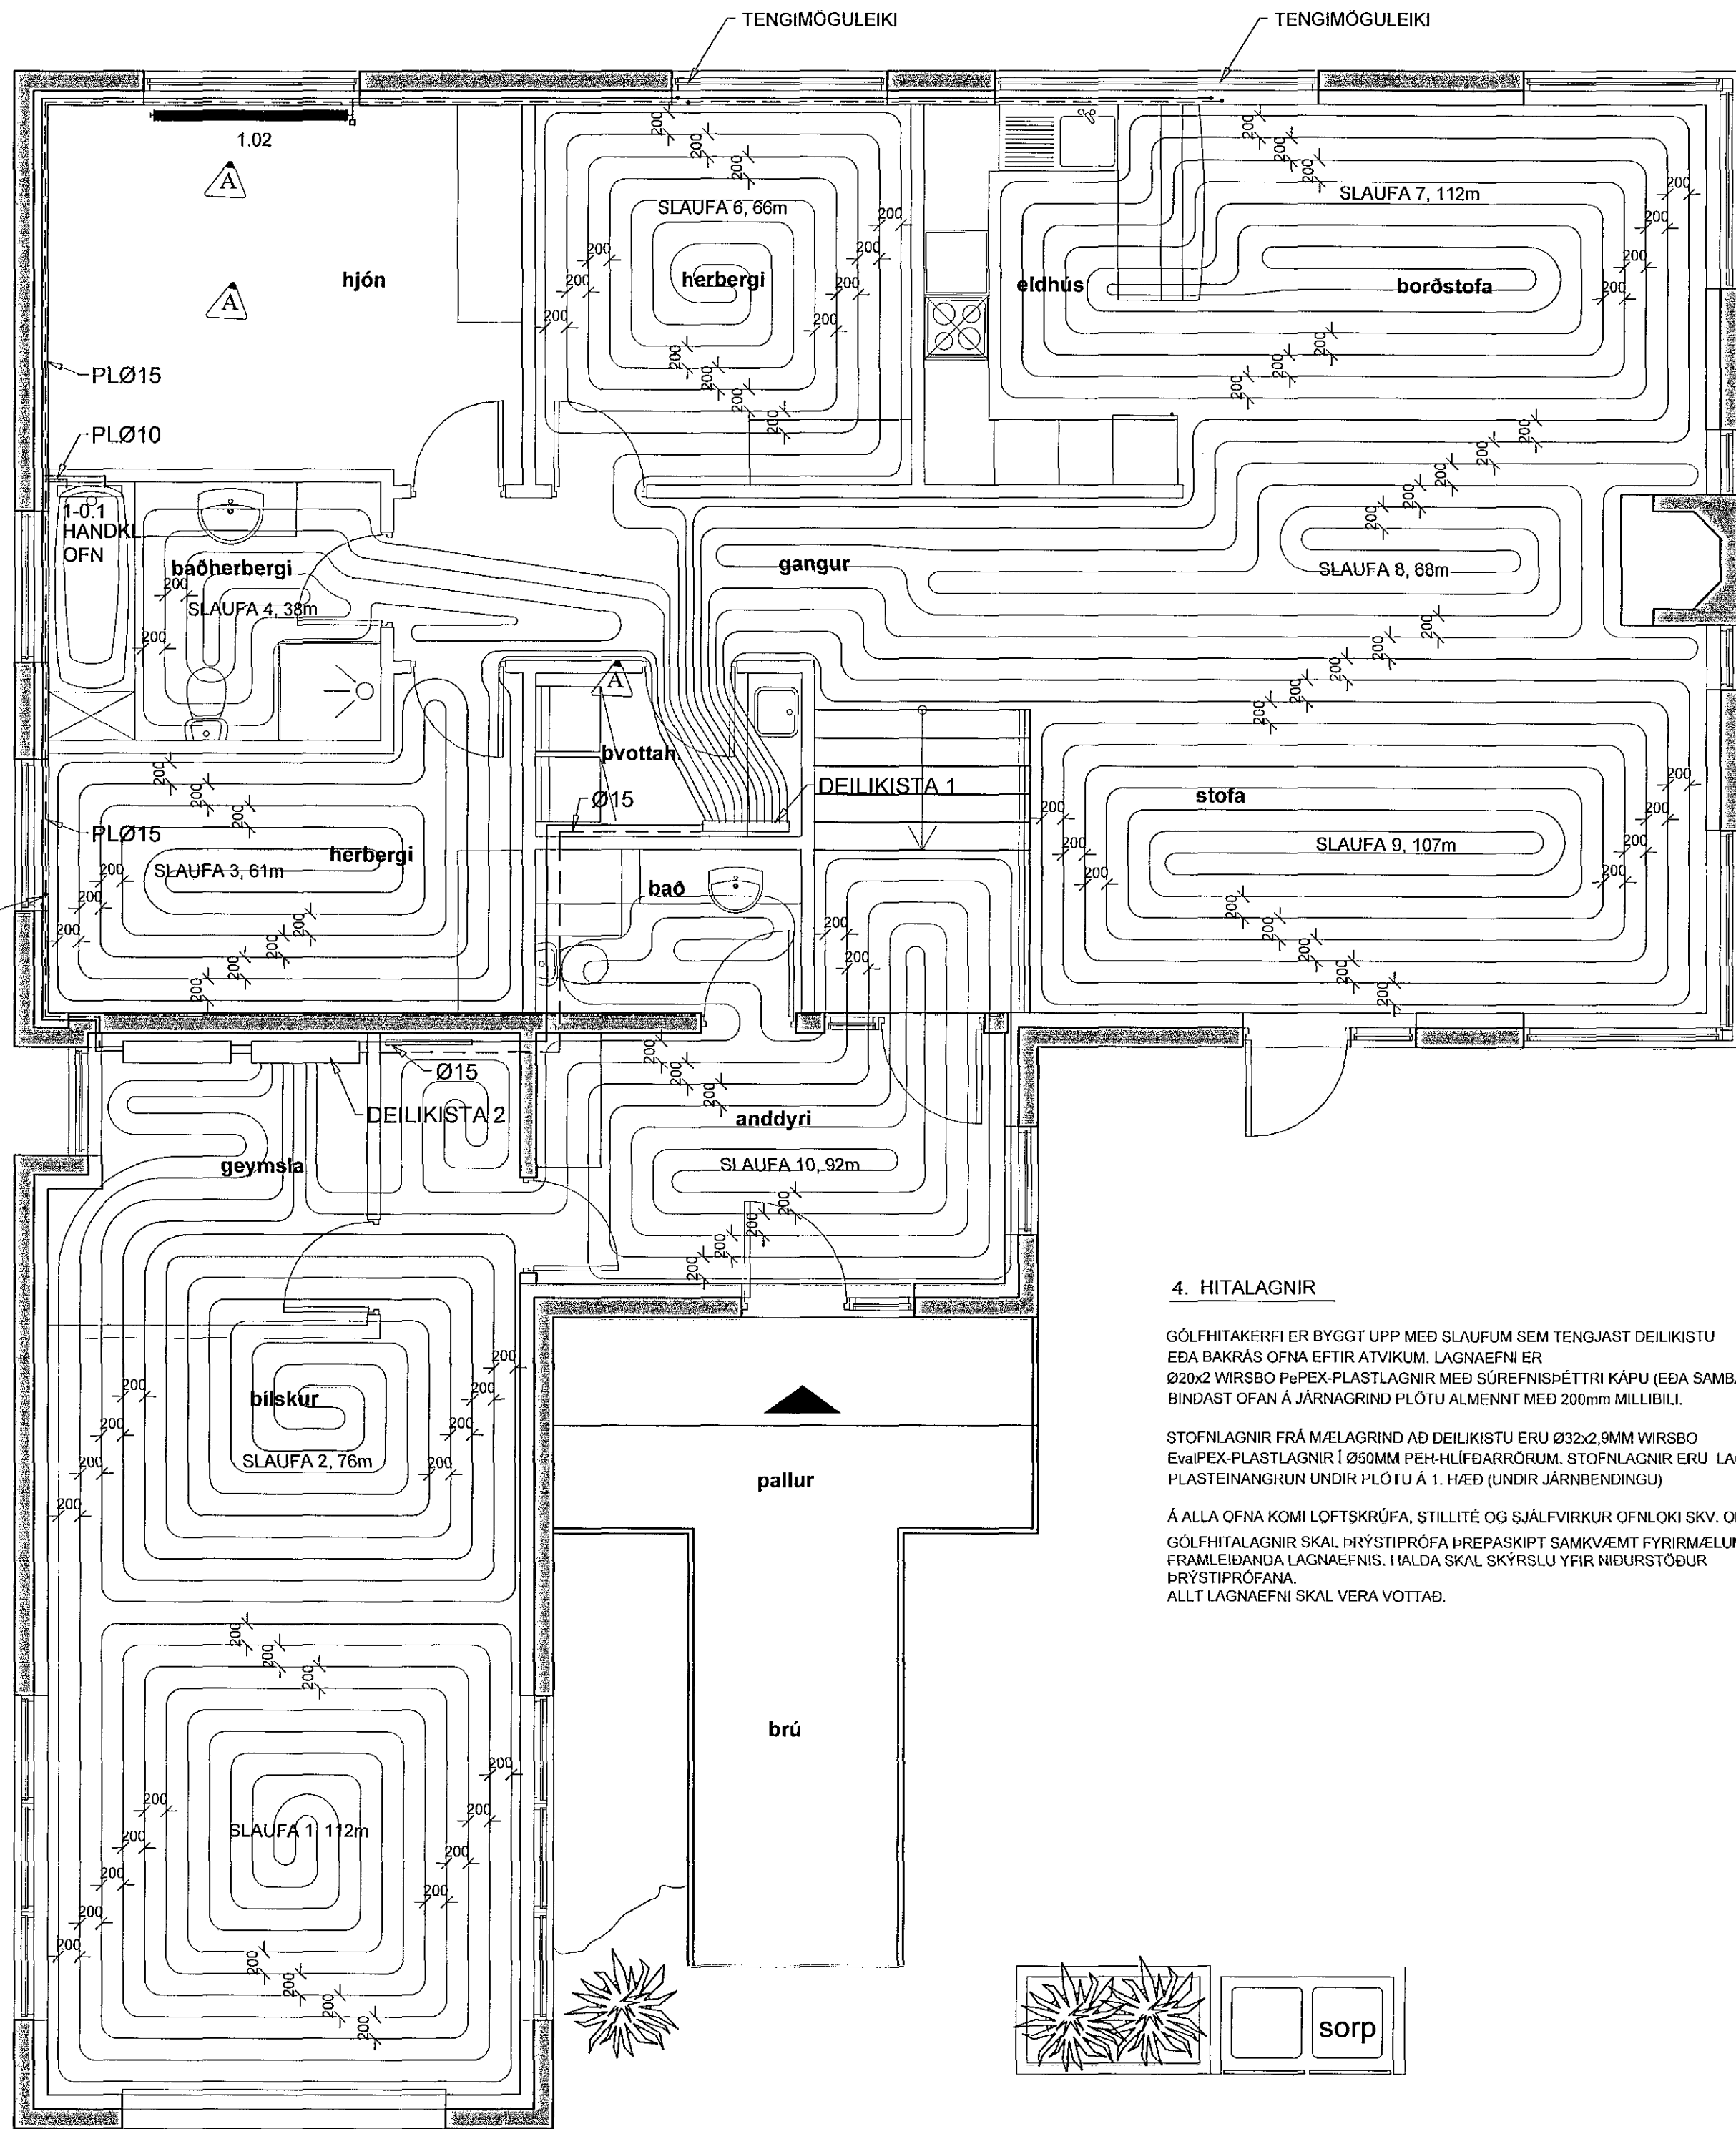 TENGIMÖGULEIKI
TENGIMÖGULEIKI
1.02
A
A
hjón
PLØ15
PLØ10
SLAUFA 6, 66m
herbergi
eldhús
SLAUFA 7, 112m
borðstofa
1-0.1
HANDKL.
OFN
baðherbergi
SLAUFA 4, 38m
gangur
SLAUFA 8, 68m
A
þvottah.
Ø15
DEILIKISTA 1
stofa
SLAUFA 9, 107m
PLØ15
herbergi
SLAUFA 3, 61m
bað
Ø15
DEILIKISTA 2
geymsla
anddyri
SLAUFA 10, 92m
bílskur
SLAUFA 2, 76m
SLAUFA 1 112m
pallur
brú
sorp
200
4. HITALAGNIR
GÓLFHITAKERFI ER BYGGT UPP MEÐ SLAUFUM SEM TENGJAST DEILIKISTU
EÐA BAKRÁS OFNA EFTIR ATVIKUM. LAGNAEFNI ER
Ø20x2 WIRSBO PePEX-PLASTLAGNIR MEÐ SÚREFNISÞÉTTRI KÁPU (EÐA
BINDAST OFAN Á JÁRNAGRIND PLÖTU ALMENNT MEÐ 200mm MILLIBILI.
STOFNLAGNIR FRÁ MÆLAGRIND AÐ DEILIKISTU ERU Ø32x2,9MM WIRSBO
EvalPEX-PLASTLAGNIR Í Ø50MM PEH-HLÍFÐARRÖRUM. STOFNLAGNIR ERU
PLASTEINANGRUN UNDIR PLÖTU Á 1. HÆÐ (UNDIR JÁRNBENDINGU)
Á ALLA OFNA KOMI LOFTSKRÚFA, STILLITÉ OG SJÁLFVIRKUR OFNLOKI SKV.
GÓLFHITALAGNIR SKAL ÞRÝSTIPRÓFA ÞREPASKIPT SAMKVÆMT FYRIRMÆLUM
FRAMLEIÐANDA LAGNAEFNIS. HALDA SKAL SKÝRSLU YFIR NIÐURSTÖÐUR
ÞRÝSTIPRÓFANA.
ALLT LAGNAEFNI SKAL VERA VOTTAÐ.